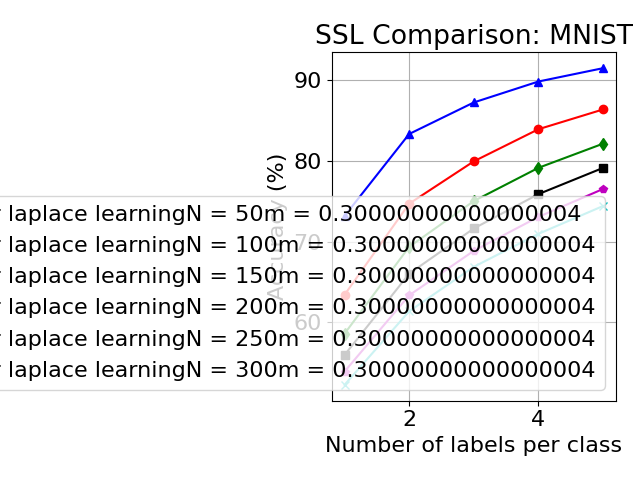 SSL Comparison: MNIST
90
80
70
60
Accuracy (%)
laplace learningN = 50m = 0.30000000000000004
laplace learningN = 100m = 0.30000000000000004
laplace learningN = 150m = 0.30000000000000004
laplace learningN = 200m = 0.30000000000000004
laplace learningN = 250m = 0.30000000000000004
laplace learningN = 300m = 0.30000000000000004
2
4
Number of labels per class